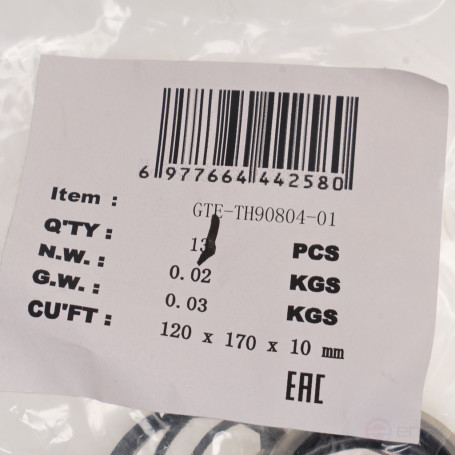 6 977664 442580
Item : GTE-TH90804-01
Q'TY : 13 PCS
N.W. : 0.02 KGS
G.W. : 0.03 KGS
CU'FT : 120 x 170 x 10 mm
EAC